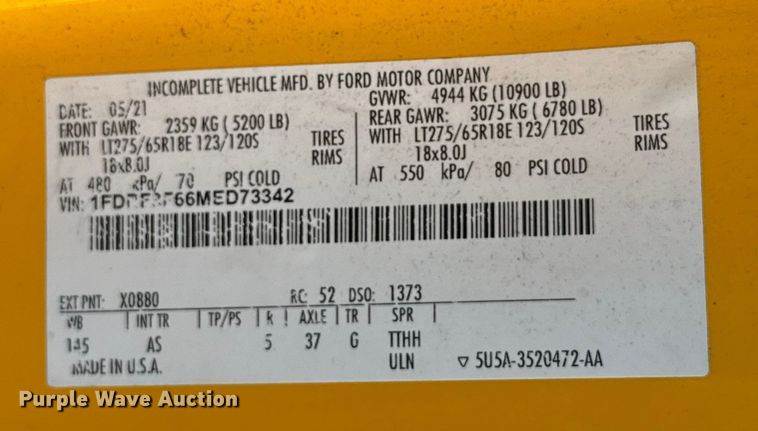 INCOMPLETE VEHICLE MFD. BY FORD MOTOR COMPANY
DATE: 05/21 GVWR: 4944 KG (10900 LB)
FRONT GAWR: 2359 KG (5200 LB) REAR GAWR: 3075 KG (6780 LB)
WITH LT275/65R18E 123/120S TIRES WITH LT275/65R18E 123/120S TIRES
18x8.0J RIMS 18x8.0J RIMS
AT 480 kPa/ 70 PSI COLD AT 550 kPa/ 80 PSI COLD
VIN:
EXT PNT: X0880 RC: 52 DSO: 1373
WB INT TR TP/PS R AXLE TR SPR
145 AS 5 37 G TTHH
MADE IN U.S.A. ULN ▽ 5U5A-3520472-AA
Purple Wave Auction